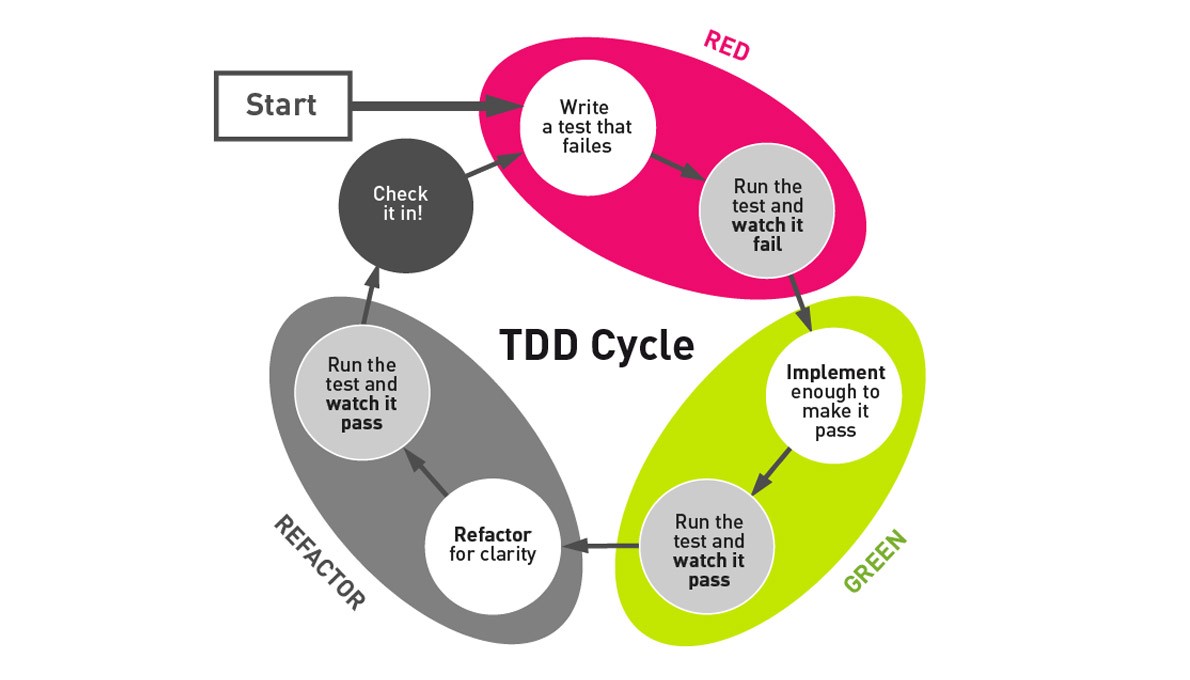 RED
Start
Write
a test that
failes
Check
it in!
Run the
test and
watch it
fail
TDD Cycle
Implement
enough to
make it
pass
Run the
test and
watch it
pass
GREEN
Refactor
for clarity
REFACTOR
Run the
test and
watch it
pass